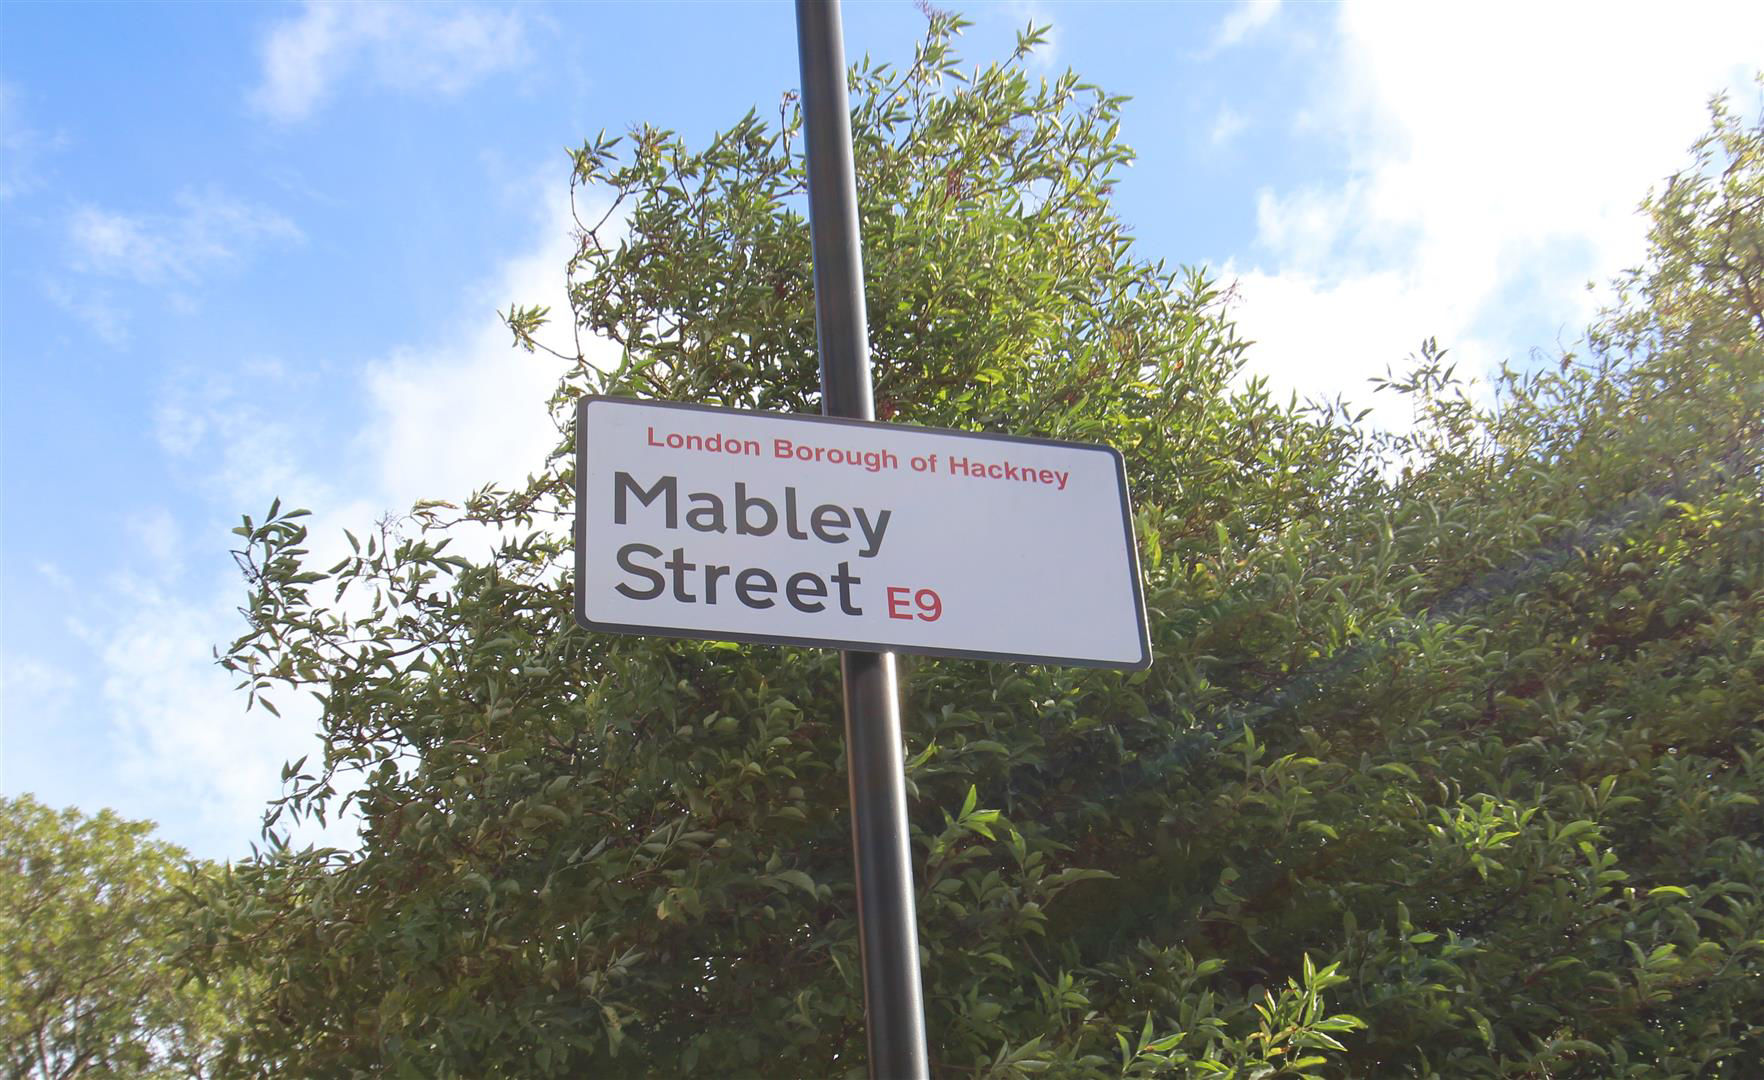 London Borough of Hackney
Mabley
Street E9